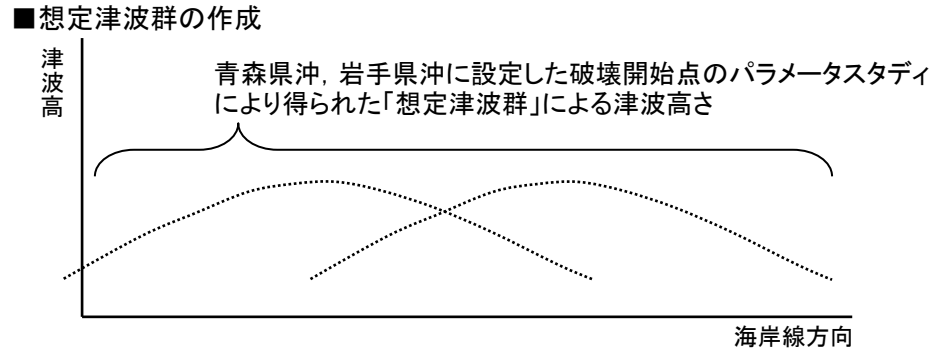 ■想定津波群の作成
津波高
青森県沖，岩手県沖に設定した破壊開始点のパラメータスタディ
により得られた「想定津波群」による津波高さ
海岸線方向